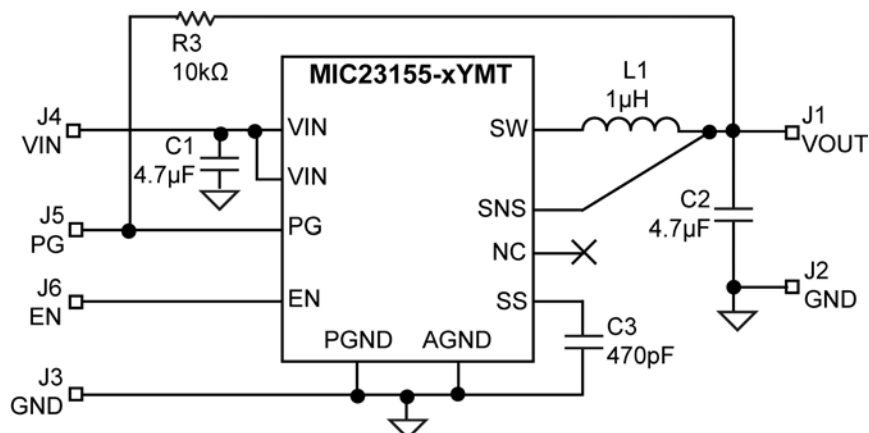 R3
10kΩ
MIC23155-xYMT
L1
1µH
J4
VIN
C1
4.7µF
VIN
VIN
SW
J1
VOUT
J5
PG
PG
SNS
C2
4.7µF
NC
J6
EN
EN
SS
J2
GND
PGND
AGND
C3
470pF
J3
GND